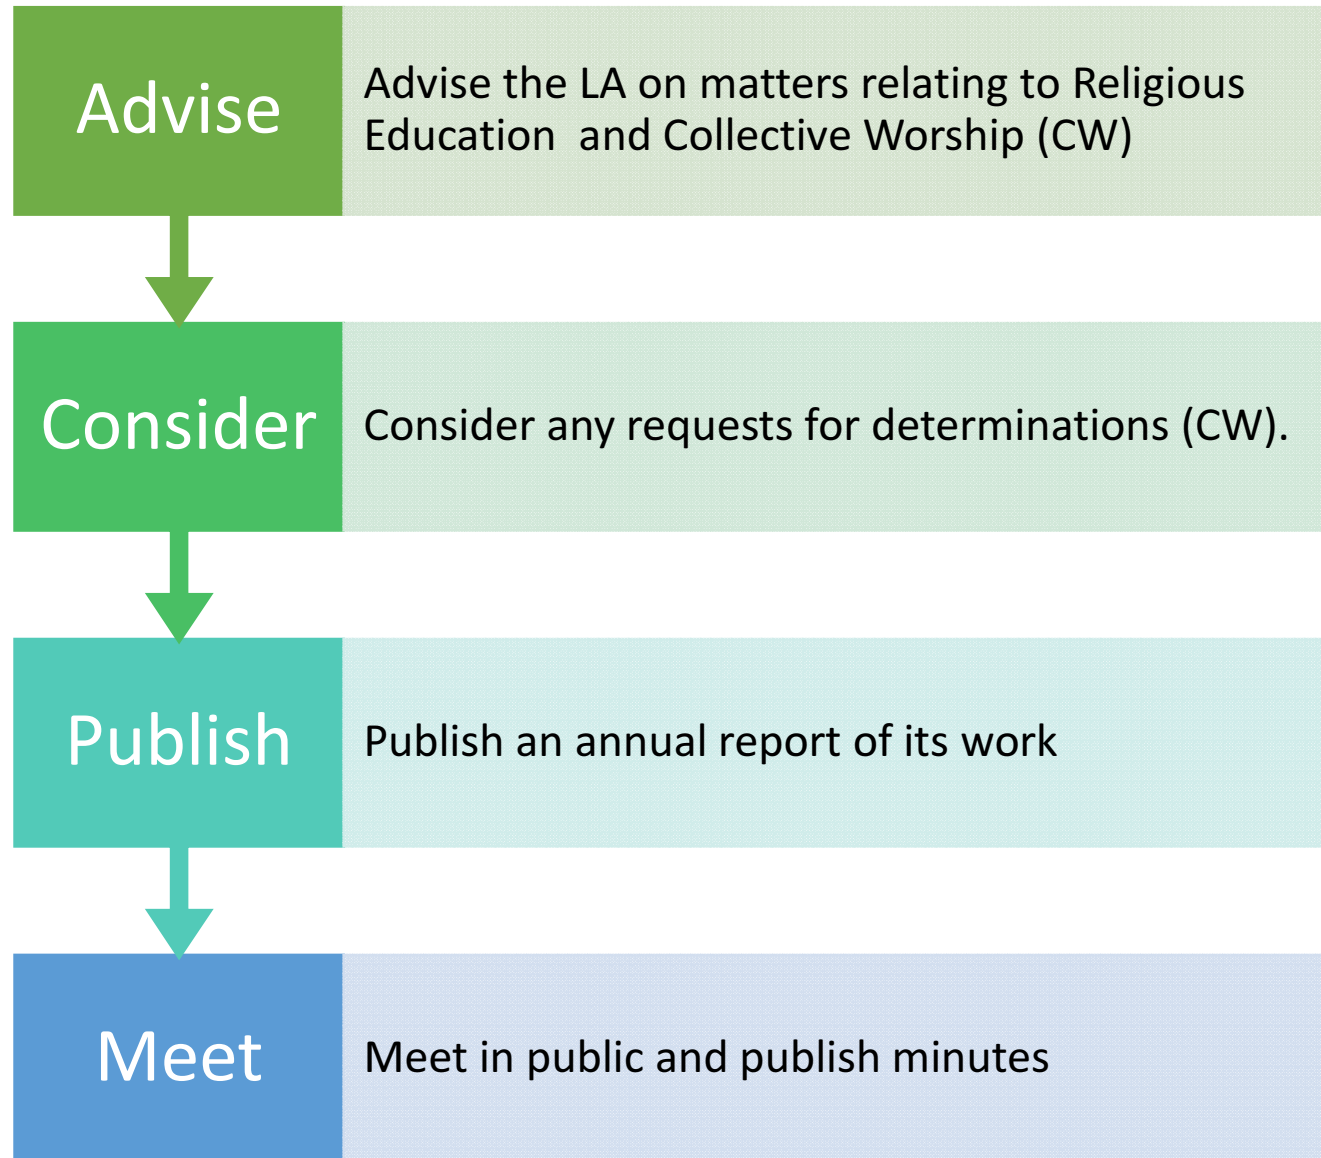 Advise
Advise the LA on matters relating to Religious
Education  and Collective Worship (CW)
Consider
Consider any requests for determinations (CW).
Publish
Publish an annual report of its work
Meet
Meet in public and publish minutes